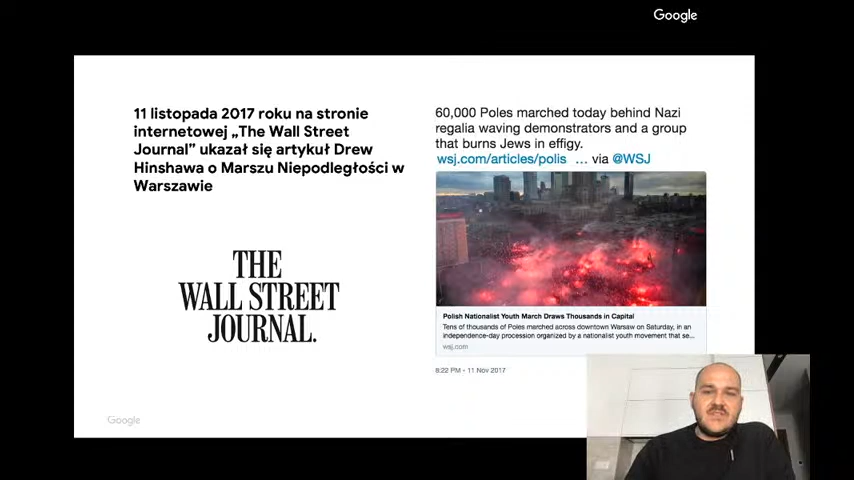 Google
11 listopada 2017 roku na stronie
internetowej „The Wall Street
Journal” ukazał się artykuł Drew
Hinshawa o Marszu Niepodległości w
Warszawie
THE
WALL STREET
JOURNAL.
60,000 Poles marched today behind Nazi
regalia waving demonstrators and a group
that burns Jews in effigy.
wsj.com/articles/polis ... via @WSJ
Polish Nationalist Youth March Draws Thousands in Capital
Tens of thousands of Poles marched across downtown Warsaw on Saturday, in an
independence-day procession organized by a nationalist youth movement that se...
wsj.com
8:22 PM - 11 Nov 2017
Google